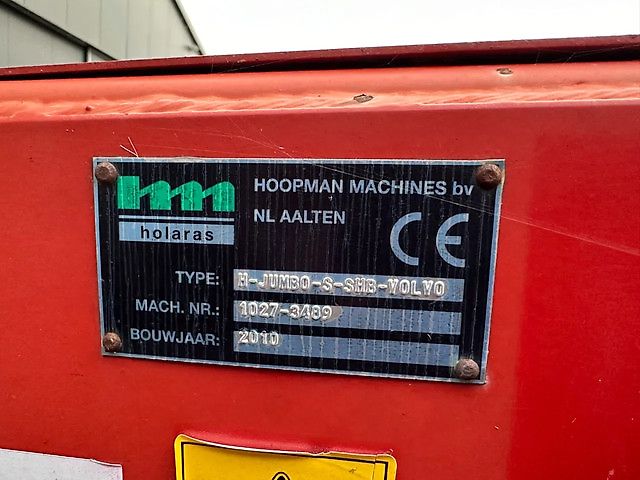 hm
holaras
HOOPMAN MACHINES bv
NL AALTEN
CE
TYPE: H-JUMBO-S-SHB-VOLVO
MACH. NR.: 1027-3489
BOUWJAAR: 2010